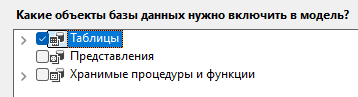 Какие объекты базы данных нужно включить в модель?
Таблицы
Представления
Хранимые процедуры и функции